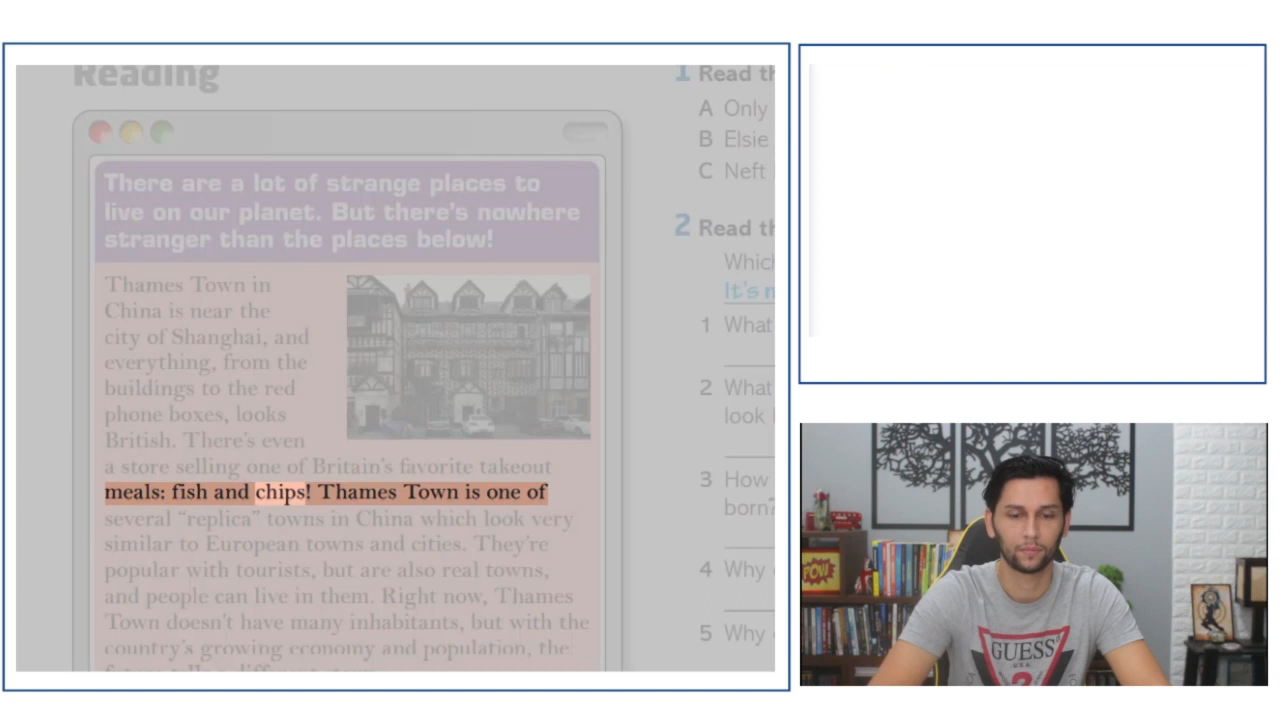 Reading
There are a lot of strange places to
live on our planet. But there's nowhere
stranger than the places below!
Thames Town in
China is near the
city of Shanghai, and
everything, from the
buildings to the red
phone boxes, looks
British. There's even
a store selling one of Britain's favorite takeout
meals: fish and chips! Thames Town is one of
several “replica” towns in China which look very
similar to European towns and cities. They're
popular with tourists, but are also real towns,
and people can live in them. Right now, Thames
Town doesn't have many inhabitants, but with the
country's growing economy and population, the
1 Read
A Only
B Elsie
C Neft
2 Read
Which
It's
1 What
2 What
look
3 How
born?
4 Why
5 Why
POW!
GUESS
U.S.A.
?